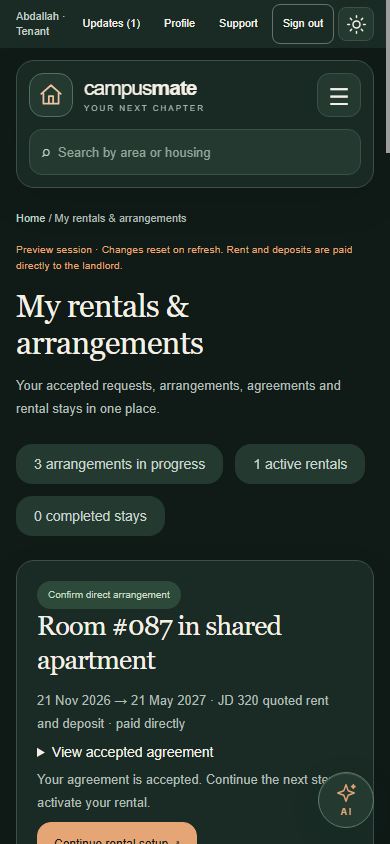 Abdallah ·
Tenant
Updates (1)
Profile
Support
Sign out
campusmate
YOUR NEXT CHAPTER
Search by area or housing
Home / My rentals & arrangements
Preview session · Changes reset on refresh. Rent and deposits are paid
directly to the landlord.
My rentals &
arrangements
Your accepted requests, arrangements, agreements and
rental stays in one place.
3 arrangements in progress
1 active rentals
0 completed stays
Confirm direct arrangement
Room #087 in shared
apartment
21 Nov 2026 → 21 May 2027 · JD 320 quoted rent
and deposit · paid directly
View accepted agreement
Your agreement is accepted. Continue the next
activate your rental.
AI
Continue rental setup